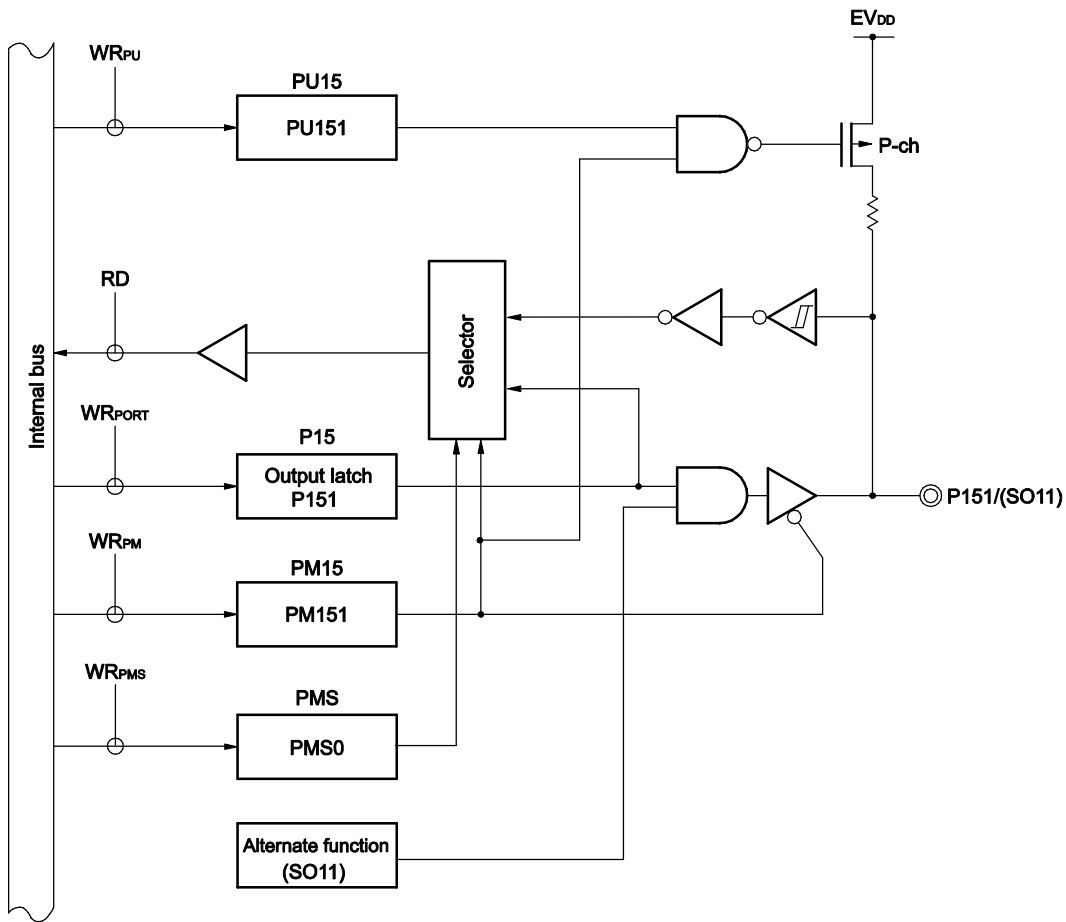 EVDD
WRPU
PU15
PU151
P-ch
RD
Selector
Internal bus
WRPORT
P15
Output latch
P151
P151/(SO11)
WRPM
PM15
PM151
WRPMS
PMS
PMS0
Alternate function
(SO11)